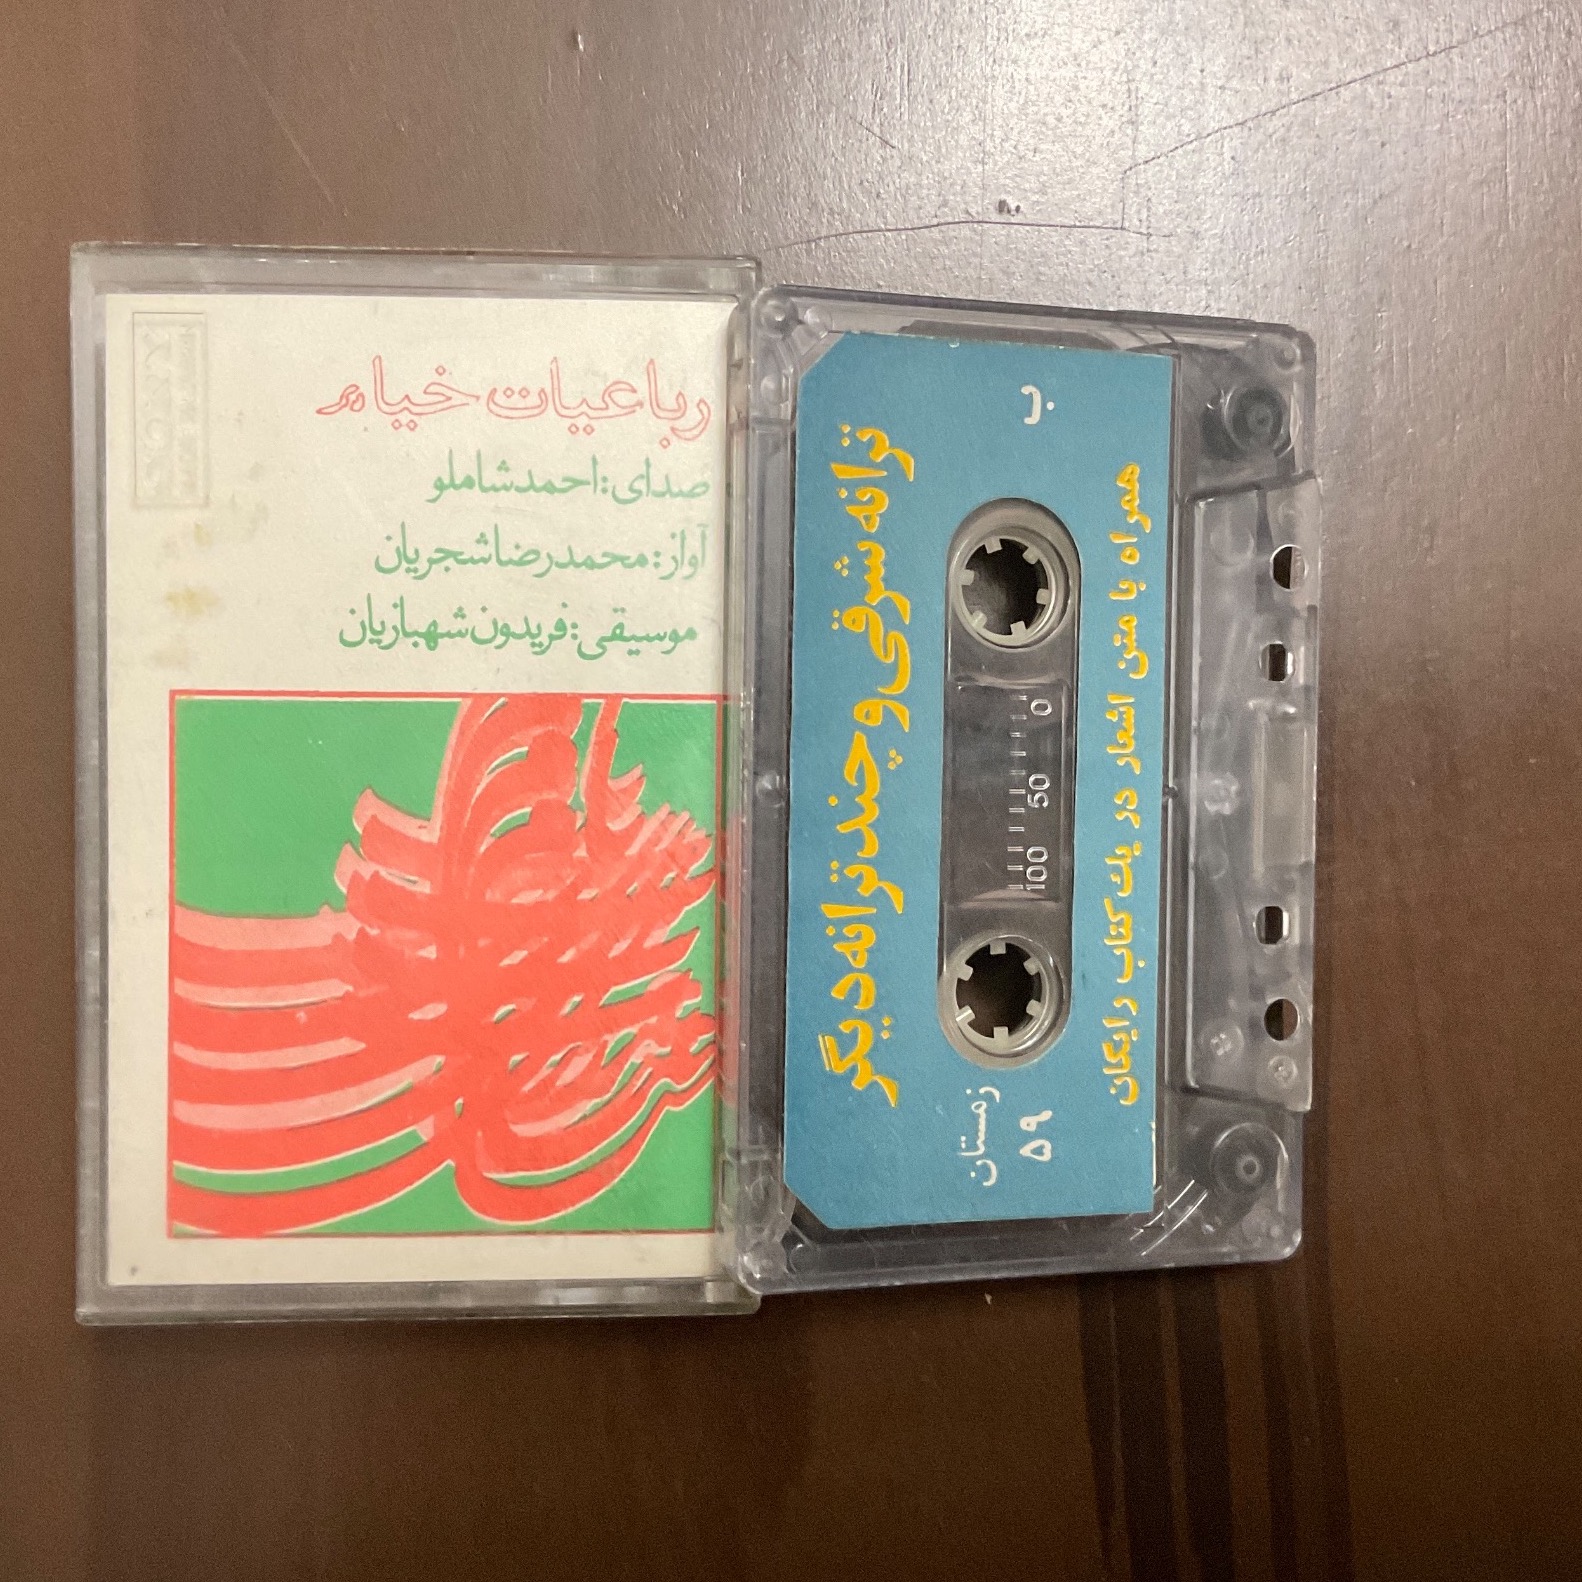 رباعیات خیام
صدای: احمد شاملو
آواز: محمدرضا شجریان
موسیقی: فریدون شهبازیان
ب
ترانه شرقی و چند ترانه دیگر
0 50 100
زمستان
۵۹
همراه با متن اشعار در یک کتاب رایگان